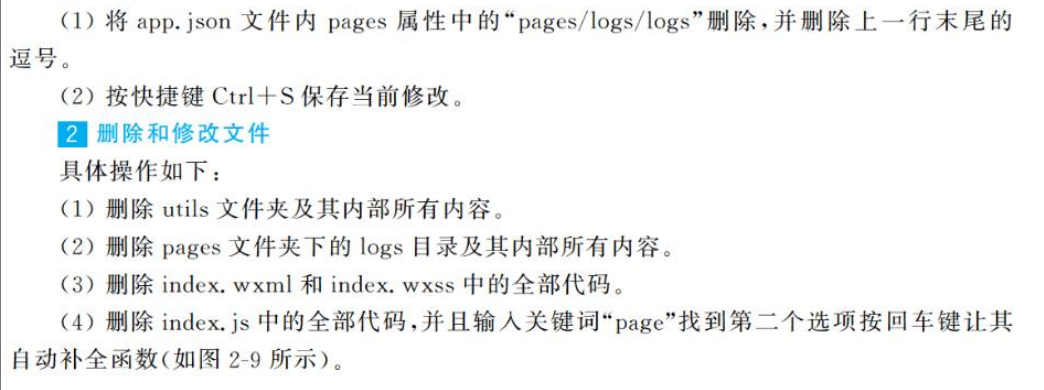 (1) 将 app.json 文件内 pages 属性中的“pages/logs/logs”删除,并删除上一行末尾的
逗号。
(2) 按快捷键 Ctrl+S 保存当前修改。
2 删除和修改文件
具体操作如下:
(1) 删除 utils 文件夹及其内部所有内容。
(2) 删除 pages 文件夹下的 logs 目录及其内部所有内容。
(3) 删除 index.wxml 和 index.wxss 中的全部代码。
(4) 删除 index.js 中的全部代码,并且输入关键词“page”找到第二个选项按回车键让其
自动补全函数(如图 2-9 所示)。